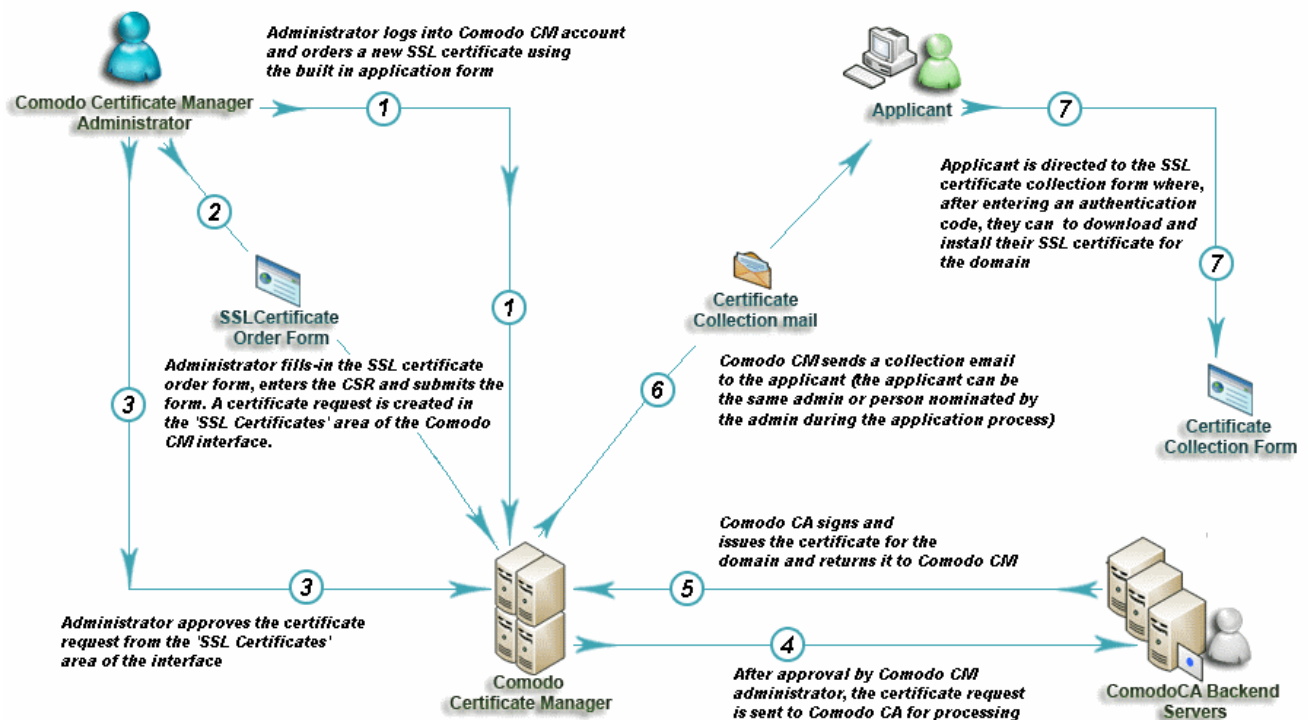 Administrator logs into Comodo CM account
and orders a new SSL certificate using
the built in application form
Comodo Certificate Manager
Administrator
1
Applicant
7
2
Applicant is directed to the SSL
certificate collection form where,
after entering an authentication
code, they can to download and
install their SSL certificate for
the domain
7
1
SSLCertificate
Order Form
Certificate
Collection mail
Administrator fills-in the SSL certificate
order form, enters the CSR and submits the
form. A certificate request is created in
the 'SSL Certificates' area of the Comodo
CM interface.
3
6
Comodo CM sends a collection email
to the applicant (the applicant can be
the same admin or person nominated by
the admin during the application process)
Certificate
Collection Form
Comodo CA signs and
issues the certificate for the
domain and returns it to Comodo CM
3
5
Administrator approves the certificate
request from the 'SSL Certificates'
area of the interface
4
Comodo
Certificate Manager
After approval by Comodo CM
administrator, the certificate request
is sent to Comodo CA for processing
ComodoCA Backend
Servers